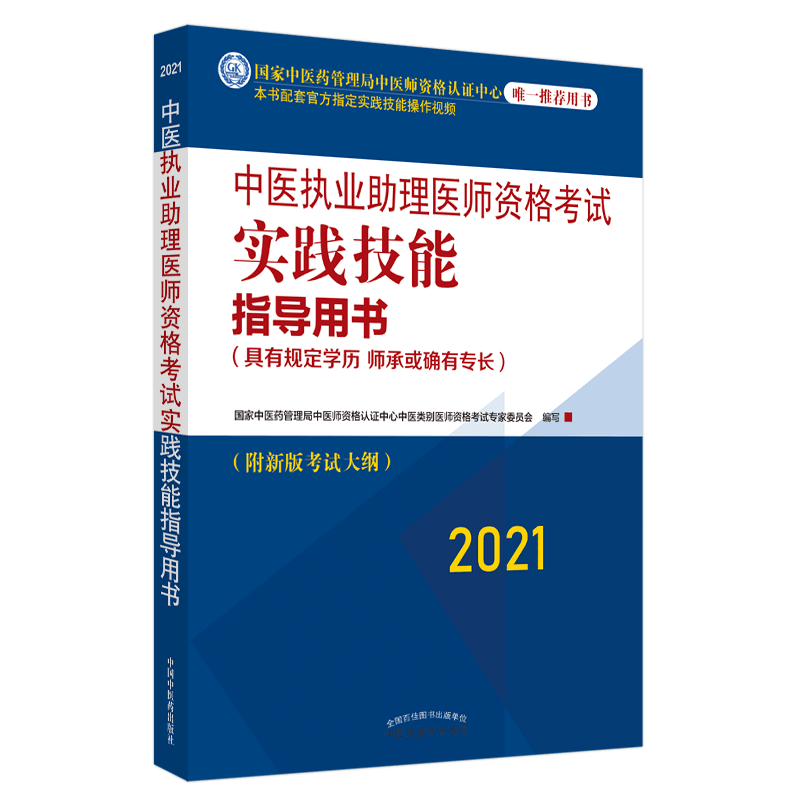 2021
中医执业助理医师资格考试实践技能指导用书
中国中医药出版社
GK
国家中医药管理局中医师资格认证中心
唯一推荐用书
本书配套官方指定实践技能操作视频
中医执业助理医师资格考试
实践技能
指导用书
(具有规定学历 师承或确有专长)
国家中医药管理局中医师资格认证中心中医类别医师资格考试专家委员会 编写
(附新版考试大纲)
2021
全国百佳图书出版单位